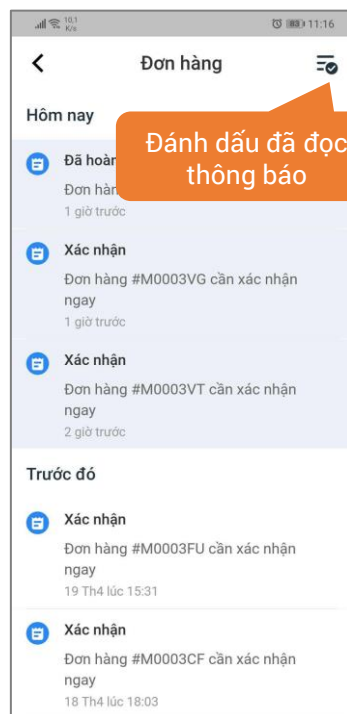 10,1
K/s
11:16
Đơn hàng
Hôm nay
Đánh dấu đã đọc
thông báo
Đã hoàn
Đơn hàn
1 giờ trước
Xác nhận
Đơn hàng #M0003VG cần xác nhận
ngay
1 giờ trước
Xác nhận
Đơn hàng #M0003VT cần xác nhận
ngay
2 giờ trước
Trước đó
Xác nhận
Đơn hàng #M0003FU cần xác nhận
ngay
19 Th4 lúc 15:31
Xác nhận
Đơn hàng #M0003CF cần xác nhận
ngay
18 Th4 lúc 18:03